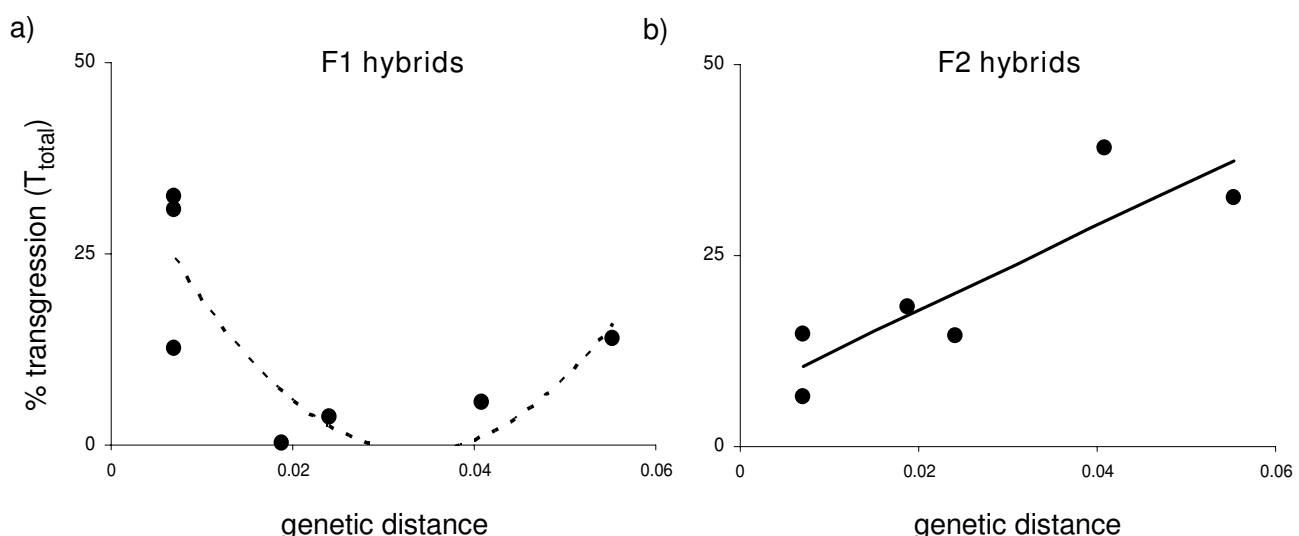 a)
F1 hybrids
% transgression (T_total)
50
25
0
0
0.02
0.04
0.06
genetic distance
b)
F2 hybrids
50
25
0
0
0.02
0.04
0.06
genetic distance